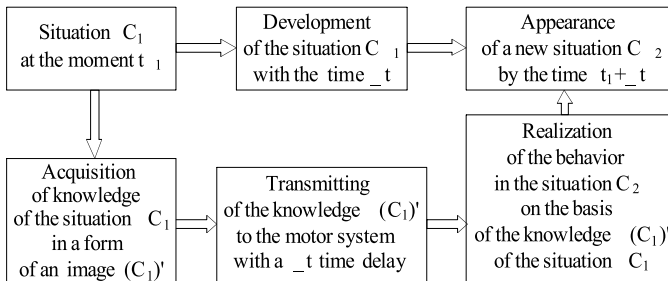 Situation C₁
at the moment t ₁
Development
of the situation C ₁
with the time _t
Appearance
of a new situation C ₂
by the time t₁+_t
Acquisition
of knowledge
of the situation C₁
in a form
of an image (C₁)'
Transmitting
of the knowledge (C₁)'
to the motor system
with a _t time delay
Realization
of the behavior
in the situation C₂
on the basis
of the knowledge (C₁)'
of the situation C₁